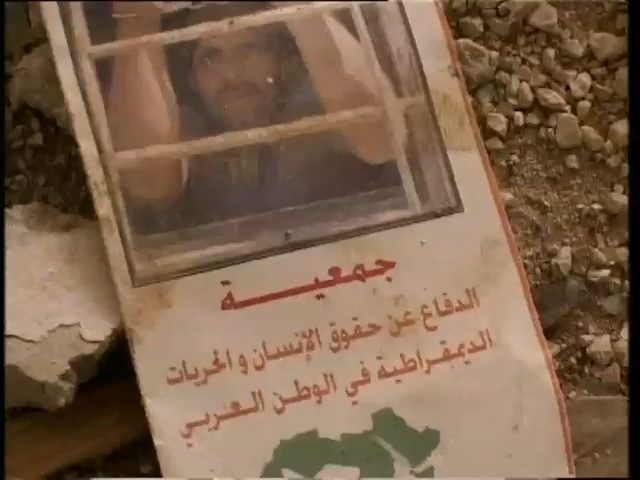 جمعية
الدفاع عن حقوق الإنسان و الحريات
الديمقراطية في الوطن العربي